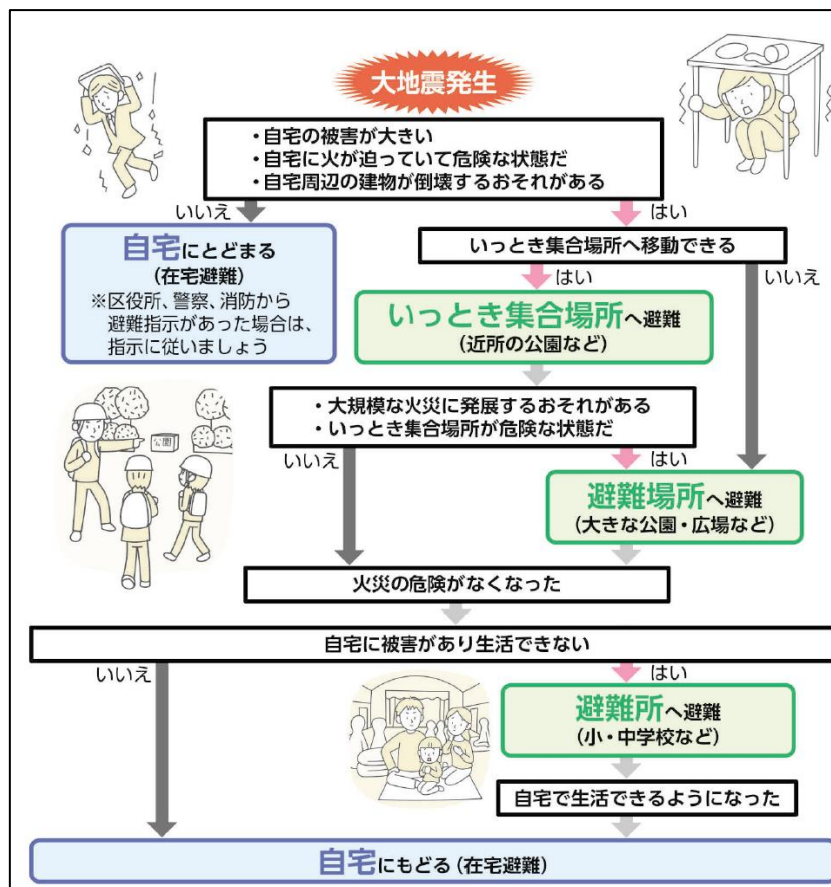 大地震発生
・自宅の被害が大きい
・自宅に火が迫っていて危険な状態だ
・自宅周辺の建物が倒壊するおそれがある
いいえ
はい
自宅にとどまる
(在宅避難)
※区役所、警察、消防から
避難指示があった場合は、
指示に従いましょう
いっとき集合場所へ移動できる
はい
いいえ
いっとき集合場所へ避難
(近所の公園など)
・大規模な火災に発展するおそれがある
・いっとき集合場所が危険な状態だ
公園
いいえ
はい
避難場所へ避難
(大きな公園・広場など)
火災の危険がなくなった
自宅に被害があり生活できない
いいえ
はい
避難所へ避難
(小・中学校など)
自宅で生活できるようになった
自宅にもどる(在宅避難)